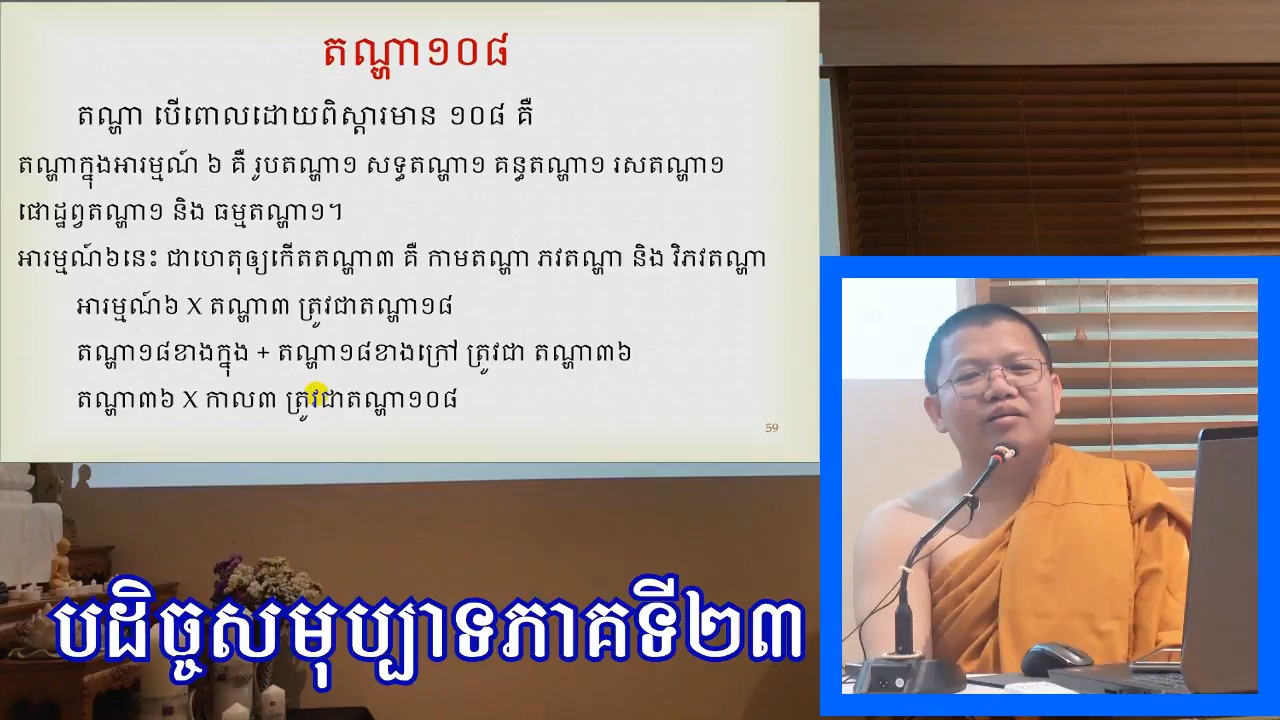 តណ្ហា១០៨
តណ្ហា បើពោលដោយពិស្តារមាន ១០៨ គឺ
តណ្ហាក្នុងអារម្មណ៍ ៦ គឺ រូបតណ្ហា១ សទ្ទតណ្ហា១ គន្ធតណ្ហា១ រសតណ្ហា១
ផោដ្ឋព្វតណ្ហា១ និង ធម្មតណ្ហា១។
អារម្មណ៍៦នេះ ជាហេតុឲ្យកើតតណ្ហា៣ គឺ កាមតណ្ហា ភវតណ្ហា និង វិភវតណ្ហា
អារម្មណ៍៦ X តណ្ហា៣ ត្រូវជាតណ្ហា១៨
តណ្ហា១៨ខាងក្នុង + តណ្ហា១៨ខាងក្រៅ ត្រូវជា តណ្ហា៣៦
តណ្ហា៣៦ X កាល៣ ត្រូវជាតណ្ហា១០៨
59
បដិច្ចសមុប្បាទភាគទី២៣